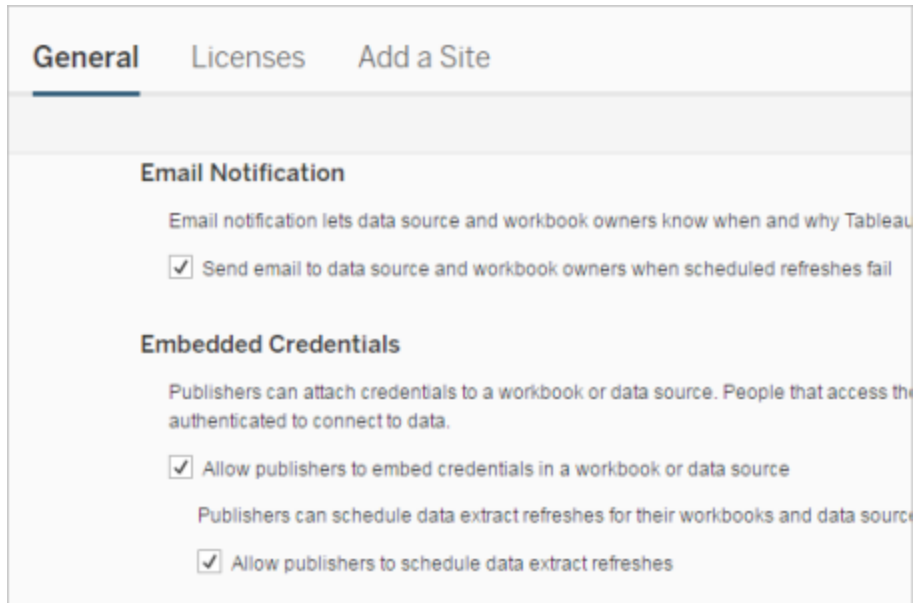 General Licenses Add a Site
Email Notification
Email notification lets data source and workbook owners know when and why Tableau
Send email to data source and workbook owners when scheduled refreshes fail
Embedded Credentials
Publishers can attach credentials to a workbook or data source. People that access the
authenticated to connect to data.
Allow publishers to embed credentials in a workbook or data source
Publishers can schedule data extract refreshes for their workbooks and data source
Allow publishers to schedule data extract refreshes